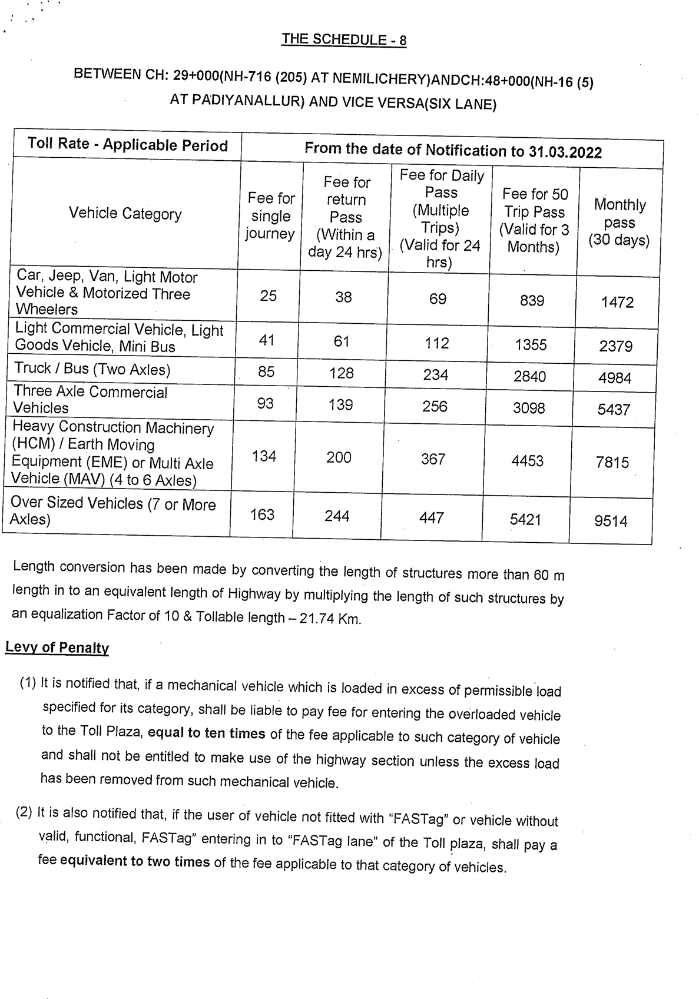 THE SCHEDULE - 8
BETWEEN CH: 29+000(NH-716 (205) AT NEMILICHERY)ANDCH:48+000(NH-16 (5)
AT PADIYANALLUR) AND VICE VERSA(SIX LANE)
Toll Rate - Applicable Period From the date of Notification to 31.03.2022
Vehicle Category
Fee for
single
journey
Fee for
return
Pass
(Within a
day 24 hrs)
Fee for Daily
Pass
(Multiple
Trips)
(Valid for 24
hrs)
Fee for 50
Trip Pass
(Valid for 3
Months)
Monthly
pass
(30 days)
Car, Jeep, Van, Light Motor
Vehicle & Motorized Three
Wheelers
25 38 69 839 1472
Light Commercial Vehicle, Light
Goods Vehicle, Mini Bus
41 61 112 1355 2379
Truck / Bus (Two Axles) 85 128 234 2840 4984
Three Axle Commercial
Vehicles
93 139 256 3098 5437
Heavy Construction Machinery
(HCM) / Earth Moving
Equipment (EME) or Multi Axle
Vehicle (MAV) (4 to 6 Axles)
134 200 367 4453 7815
Over Sized Vehicles (7 or More
Axles)
163 244 447 5421 9514
Length conversion has been made by converting the length of structures more than 60 m
length in to an equivalent length of Highway by multiplying the length of such structures by
an equalization Factor of 10 & Tollable length – 21.74 Km.
Levy of Penalty
(1) It is notified that, if a mechanical vehicle which is loaded in excess of permissible load
specified for its category, shall be liable to pay fee for entering the overloaded vehicle
to the Toll Plaza, equal to ten times of the fee applicable to such category of vehicle
and shall not be entitled to make use of the highway section unless the excess load
has been removed from such mechanical vehicle.
(2) It is also notified that, if the user of vehicle not fitted with “FASTag” or vehicle without
valid, functional, FASTag” entering in to “FASTag lane” of the Toll plaza, shall pay a
fee equivalent to two times of the fee applicable to that category of vehicles.